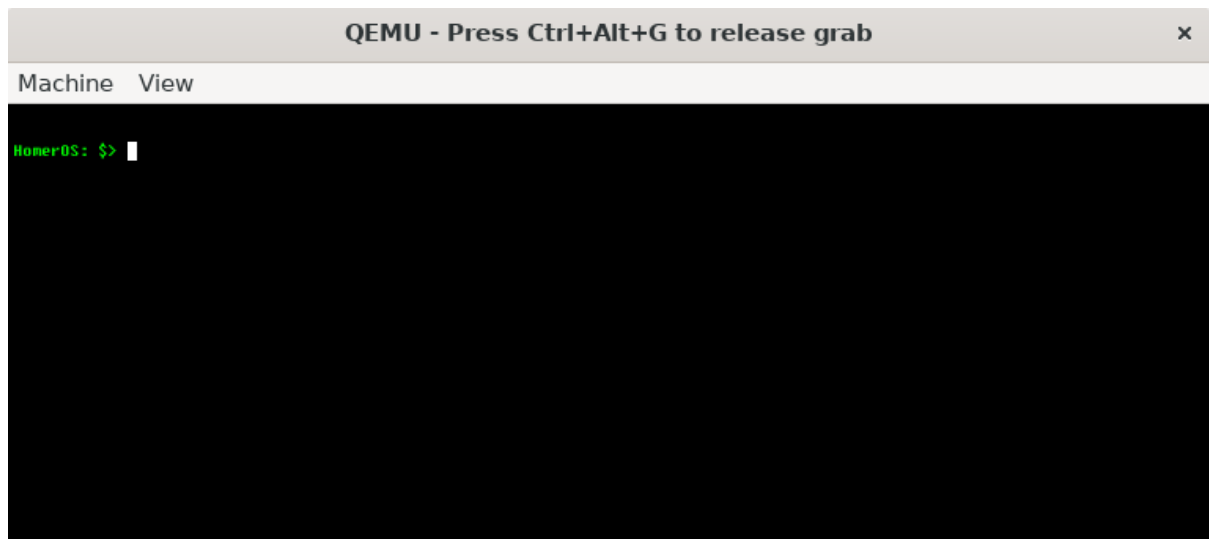 QEMU - Press Ctrl+Alt+G to release grab
Machine View
HomerOS: $>